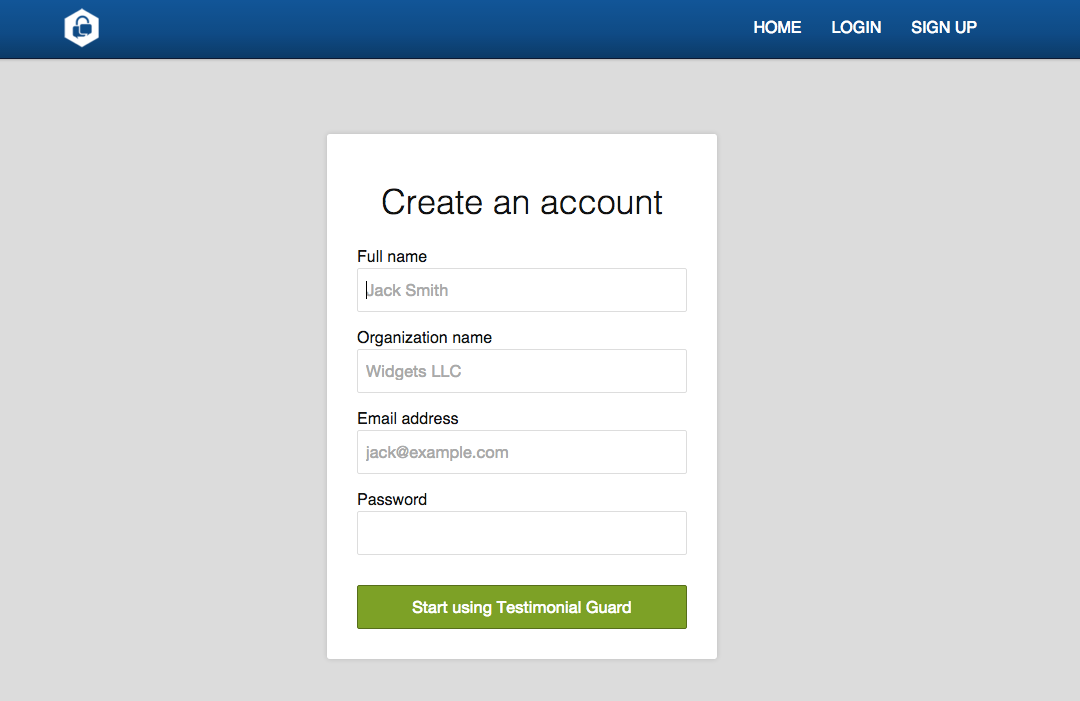 HOME LOGIN SIGN UP
Create an account
Full name
Jack Smith
Organization name
Widgets LLC
Email address
jack@example.com
Password
Start using Testimonial Guard